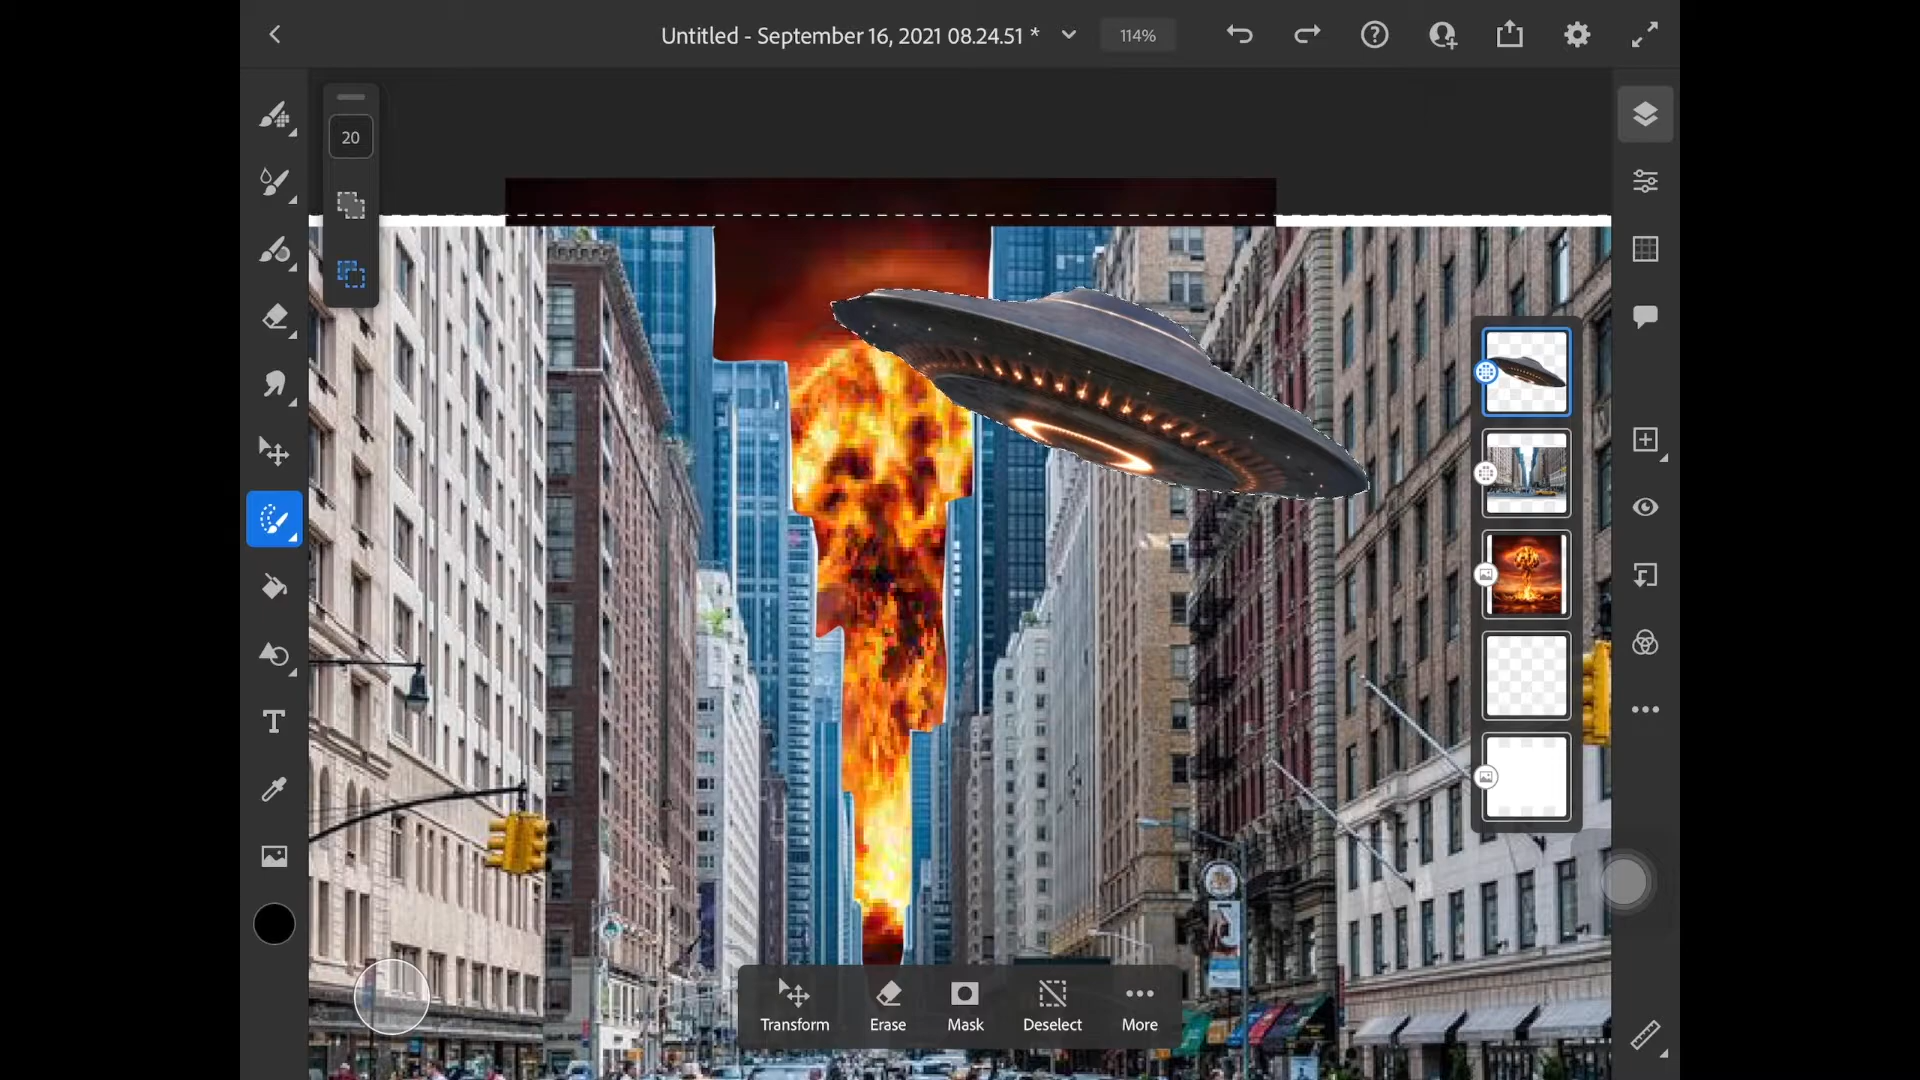 Untitled - September 16, 2021 08.24.51 *
114%
20
T
Transform
Erase
Mask
Deselect
More